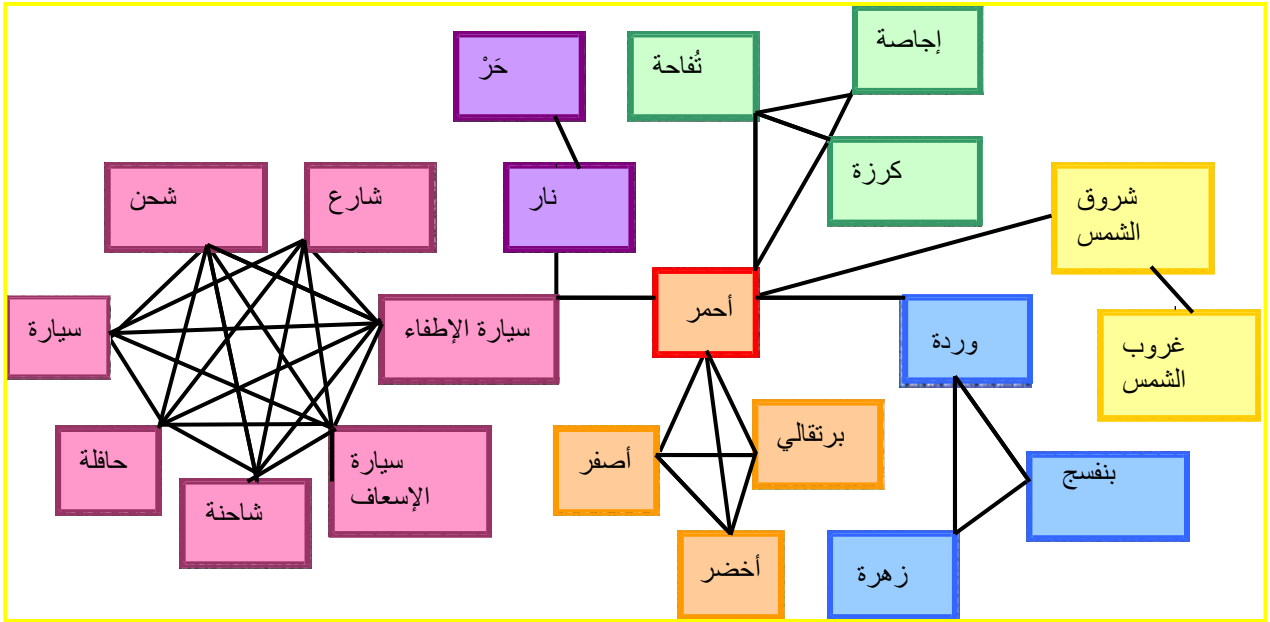 إجاصة
تُفاحة
حَرْ
كرزة
شروق
الشمس
نار
شارع
شحن
أحمر
سيارة الإطفاء
سيارة
وردة
غروب
الشمس
برتقالي
أصفر
حافلة
سيارة
الإسعاف
بنفسج
شاحنة
أخضر
زهرة